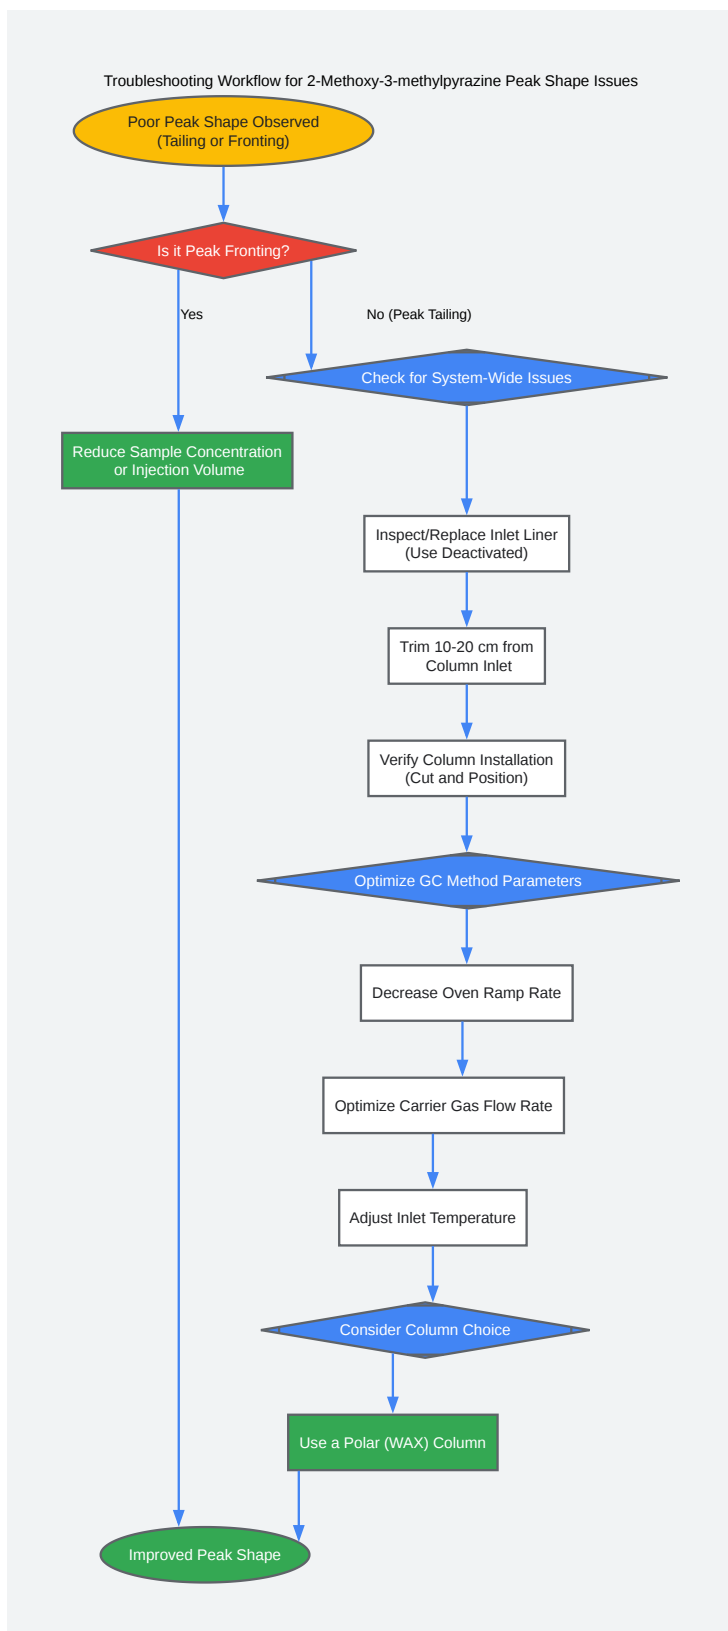 Troubleshooting Workflow for 2-Methoxy-3-methylpyrazine Peak Shape Issues
Poor Peak Shape Observed
(Tailing or Fronting)
Is it Peak Fronting?
Yes
No (Peak Tailing)
Check for System-Wide Issues
Reduce Sample Concentration
or Injection Volume
Inspect/Replace Inlet Liner
(Use Deactivated)
Trim 10-20 cm from
Column Inlet
Verify Column Installation
(Cut and Position)
Optimize GC Method Parameters
Decrease Oven Ramp Rate
Optimize Carrier Gas Flow Rate
Adjust Inlet Temperature
Consider Column Choice
Use a Polar (WAX) Column
Improved Peak Shape